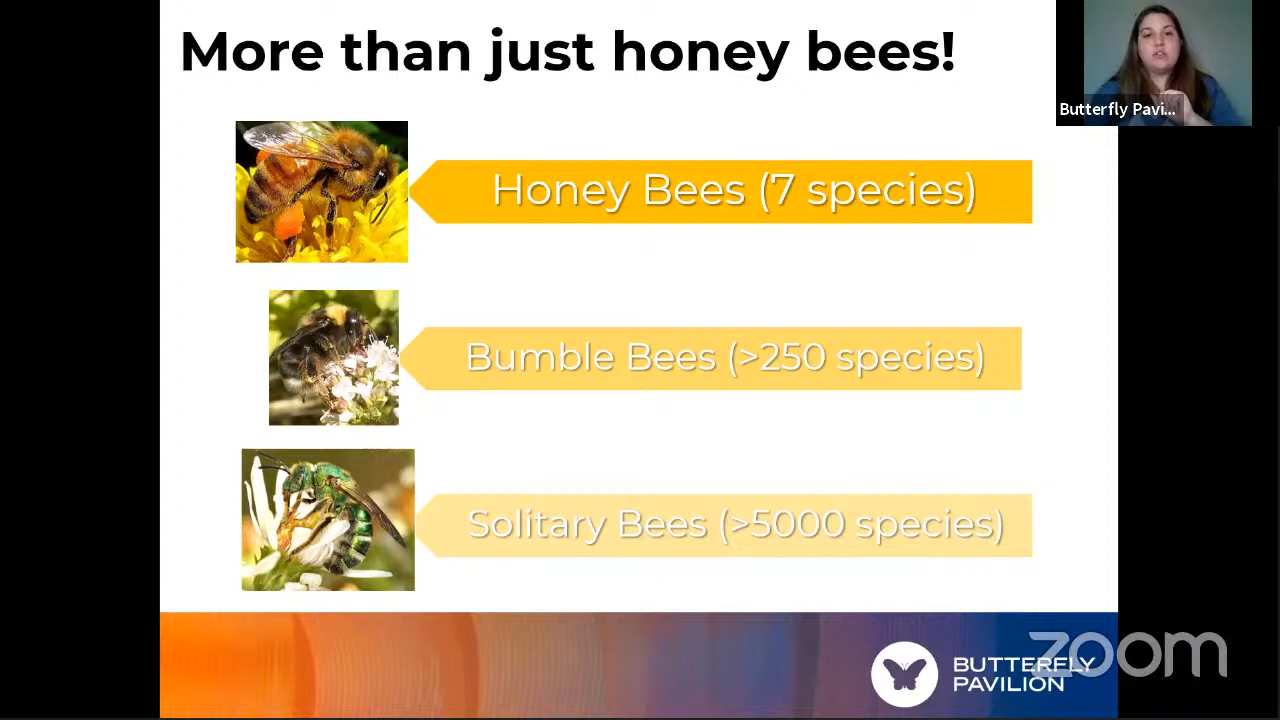 More than just honey bees!
Butterfly Pavi...
Honey Bees (7 species)
Bumble Bees (>250 species)
Solitary Bees (>5000 species)
BUTTERFLY
PAVILION
zoom